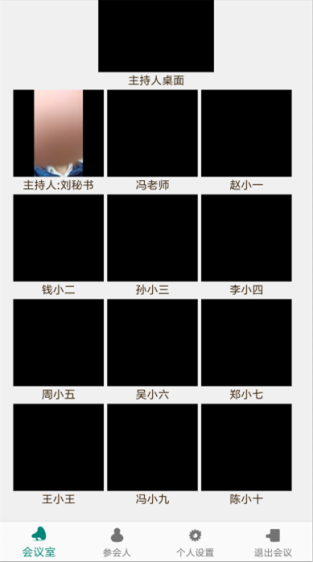 主持人桌面
主持人:刘秘书 冯老师 赵小一
钱小二 孙小三 李小四
周小五 吴小六 郑小七
王小王 冯小九 陈小十
会议室 参会人 个人设置 退出会议